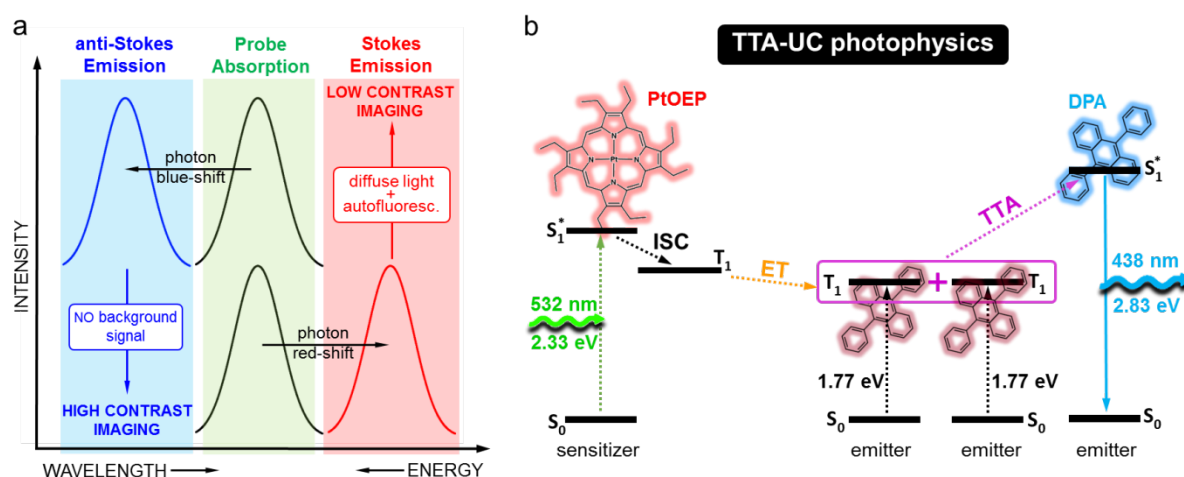 a
anti-Stokes
Emission
Probe
Absorption
Stokes
Emission
INTENSITY
photon
blue-shift
NO background
signal
HIGH CONTRAST
IMAGING
photon
red-shift
LOW CONTRAST
IMAGING
diffuse light
+
autofluoresc.
WAVELENGTH
ENERGY
b
TTA-UC photophysics
PtOEP
N
N
Pt
N
N
S₁*
ISC
T₁
ET
532 nm
2.33 eV
S₀
sensitizer
T₁
+
T₁
1.77 eV
1.77 eV
S₀
emitter
S₀
emitter
TTA
DPA
S₁*
438 nm
2.83 eV
S₀
emitter